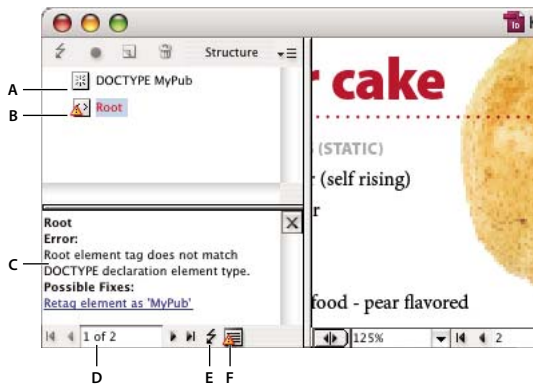 Structure
A
DOCTYPE MyPub
B
Root
cake
(STATIC)
(self rising)
Root
Error:
C
Root element tag does not match
DOCTYPE declaration element type.
Possible Fixes:
Retag element as 'MyPub'
food - pear flavored
1 of 2
125%
2
D
E
F